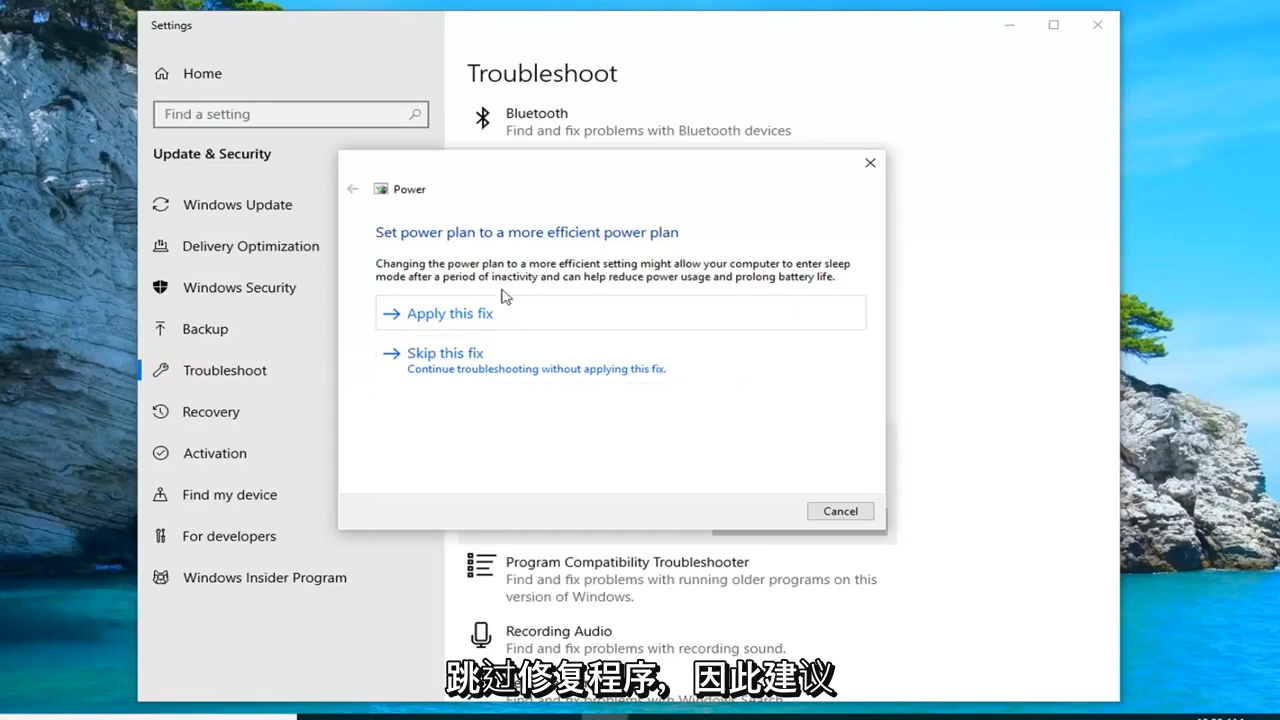 Settings
Home
Find a setting
Update & Security
Windows Update
Delivery Optimization
Windows Security
Backup
Troubleshoot
Recovery
Activation
Find my device
For developers
Windows Insider Program
Troubleshoot
Bluetooth
Find and fix problems with Bluetooth devices
Power
Set power plan to a more efficient power plan
Changing the power plan to a more efficient setting might allow your computer to enter sleep
mode after a period of inactivity and can help reduce power usage and prolong battery life.
Apply this fix
Skip this fix
Continue troubleshooting without applying this fix.
Cancel
Program Compatibility Troubleshooter
Find and fix problems with running older programs on this
version of Windows.
Recording Audio
Find and fix problems with recording sound.
跳过修复程序，因此建议